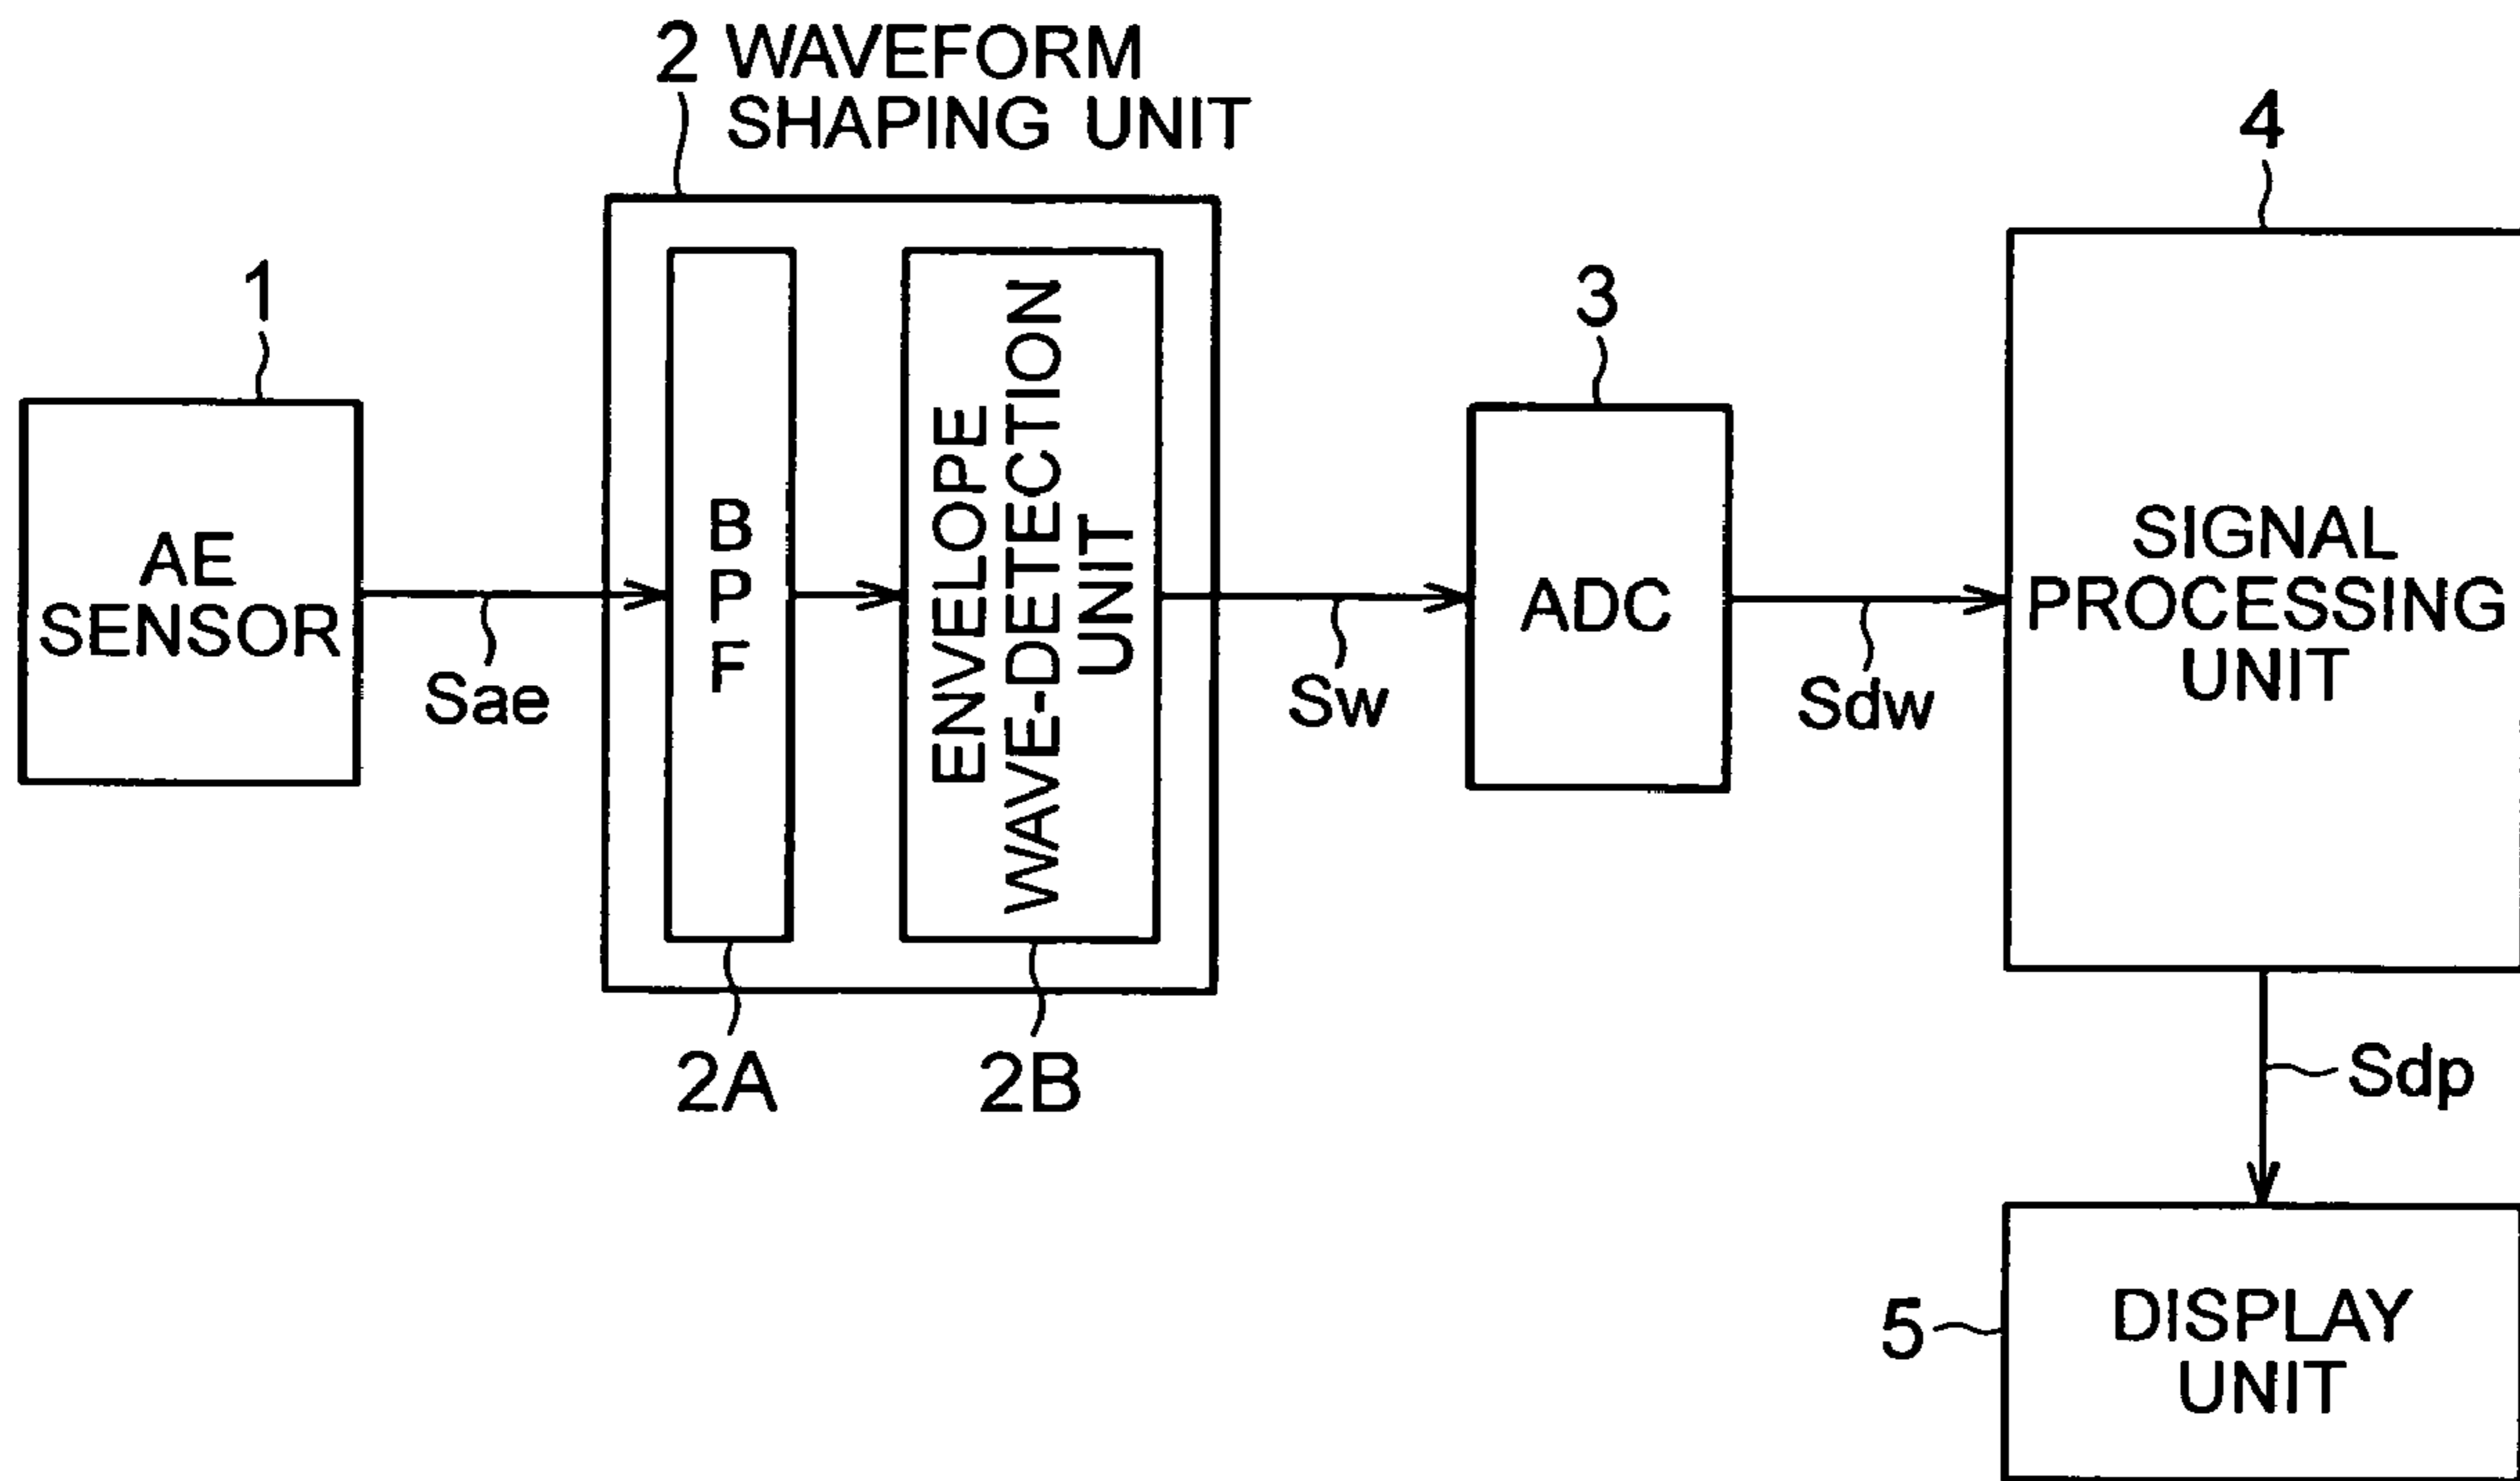 2 WAVEFORM
SHAPING UNIT
4
1
3
AE
SENSOR
B
P
F
ENVELOPE
WAVE-DETECTION
UNIT
ADC
SIGNAL
PROCESSING
UNIT
Sae
Sw
Sdw
2A
2B
Sdp
5
DISPLAY
UNIT